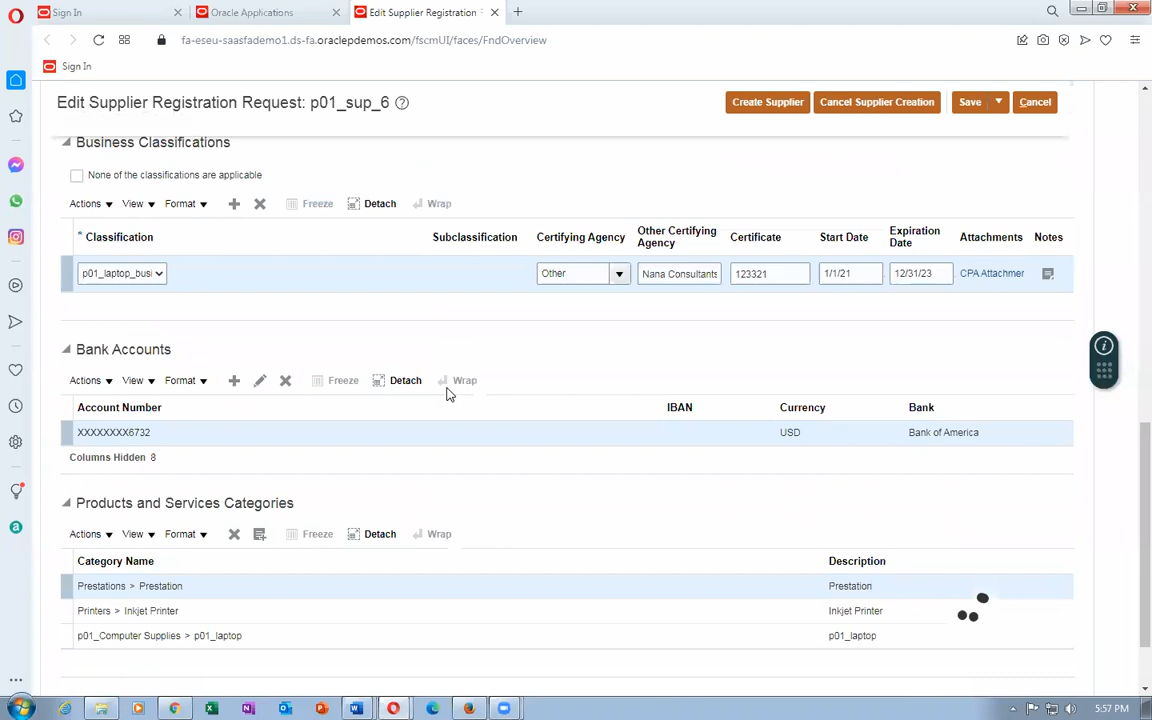 Sign In
Oracle Applications
Edit Supplier Registration
fa-eseu-saasfademo1.ds-fa.oraclepdemos.com/fscmUI/faces/FndOverview
Sign In
Edit Supplier Registration Request: p01_sup_6
Create Supplier
Cancel Supplier Creation
Save
Cancel
Business Classifications
None of the classifications are applicable
Actions View Format Freeze Detach Wrap
* Classification Subclassification Certifying Agency Other Certifying Agency Certificate Start Date Expiration Date Attachments Notes
p01_laptop_busi Other Nana Consultants 123321 1/1/21 12/31/23 CPA Attachmer
Bank Accounts
Actions View Format Freeze Detach Wrap
Account Number IBAN Currency Bank
XXXXXXXX6732 USD Bank of America
Columns Hidden 8
Products and Services Categories
Actions View Format Freeze Detach Wrap
Category Name Description
Prestations > Prestation Prestation
Printers > Inkjet Printer Inkjet Printer
p01_Computer Supplies > p01_laptop p01_laptop
5:57 PM